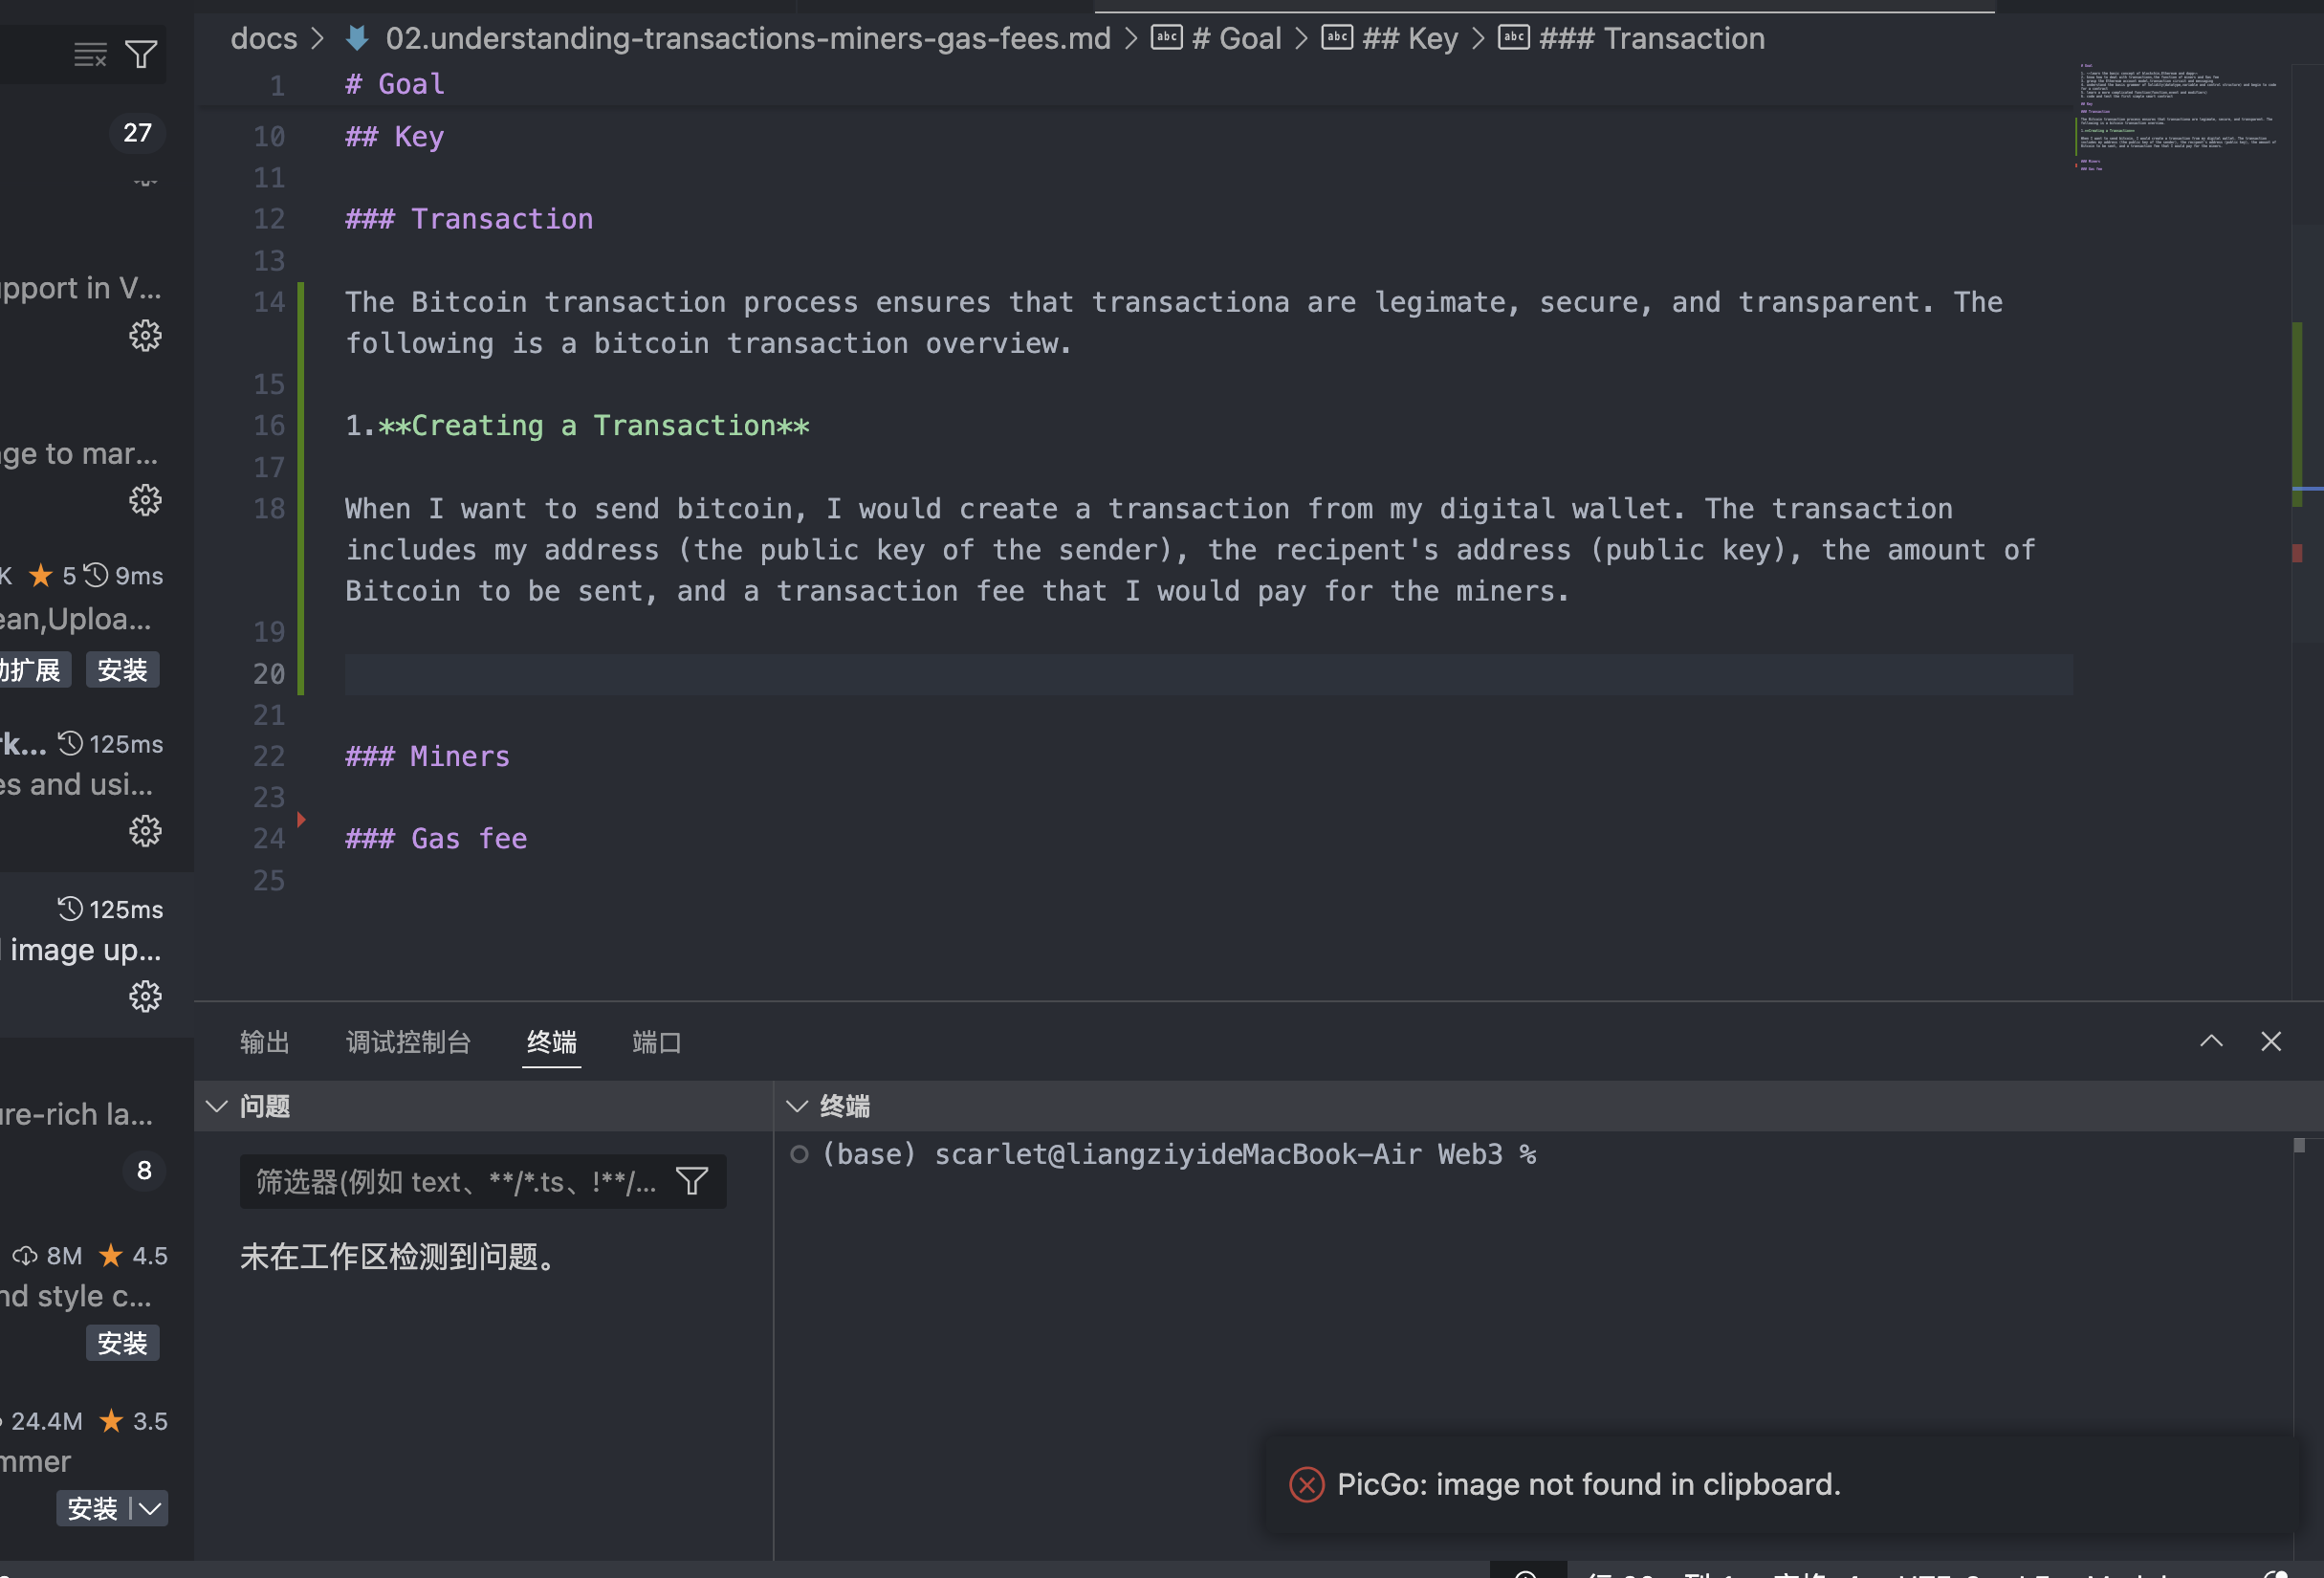 docs > 02.understanding-transactions-miners-gas-fees.md > # Goal > ## Key > ### Transaction
27
upport in V...
ge to mar...
K ★ 5 9ms
ean,Uploa...
扩展 安装
rk... 125ms
es and usi...
125ms
image up...
ure-rich la...
8
8M ★ 4.5
nd style c...
安装
24.4M ★ 3.5
mmer
安装
1 # Goal
10 ## Key
11
12 ### Transaction
13
14 The Bitcoin transaction process ensures that transactiona are legimate, secure, and transparent. The
following is a bitcoin transaction overview.
15
16 1.**Creating a Transaction**
17
18 When I want to send bitcoin, I would create a transaction from my digital wallet. The transaction
includes my address (the public key of the sender), the recipent's address (public key), the amount of
Bitcoin to be sent, and a transaction fee that I would pay for the miners.
19
20
21
22 ### Miners
23
24 ### Gas fee
25
输出 调试控制台 终端 端口
问题
筛选器(例如 text、**/*.ts、!**/...
未在工作区检测到问题。
终端
(base) scarlet@liangziyideMacBook-Air Web3 %
PicGo: image not found in clipboard.